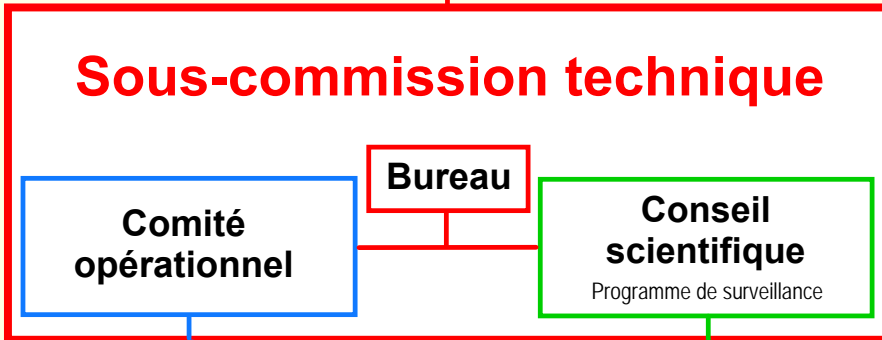 Sous-commission technique
Bureau
Comité
opérationnel
Conseil
scientifique
Programme de surveillance